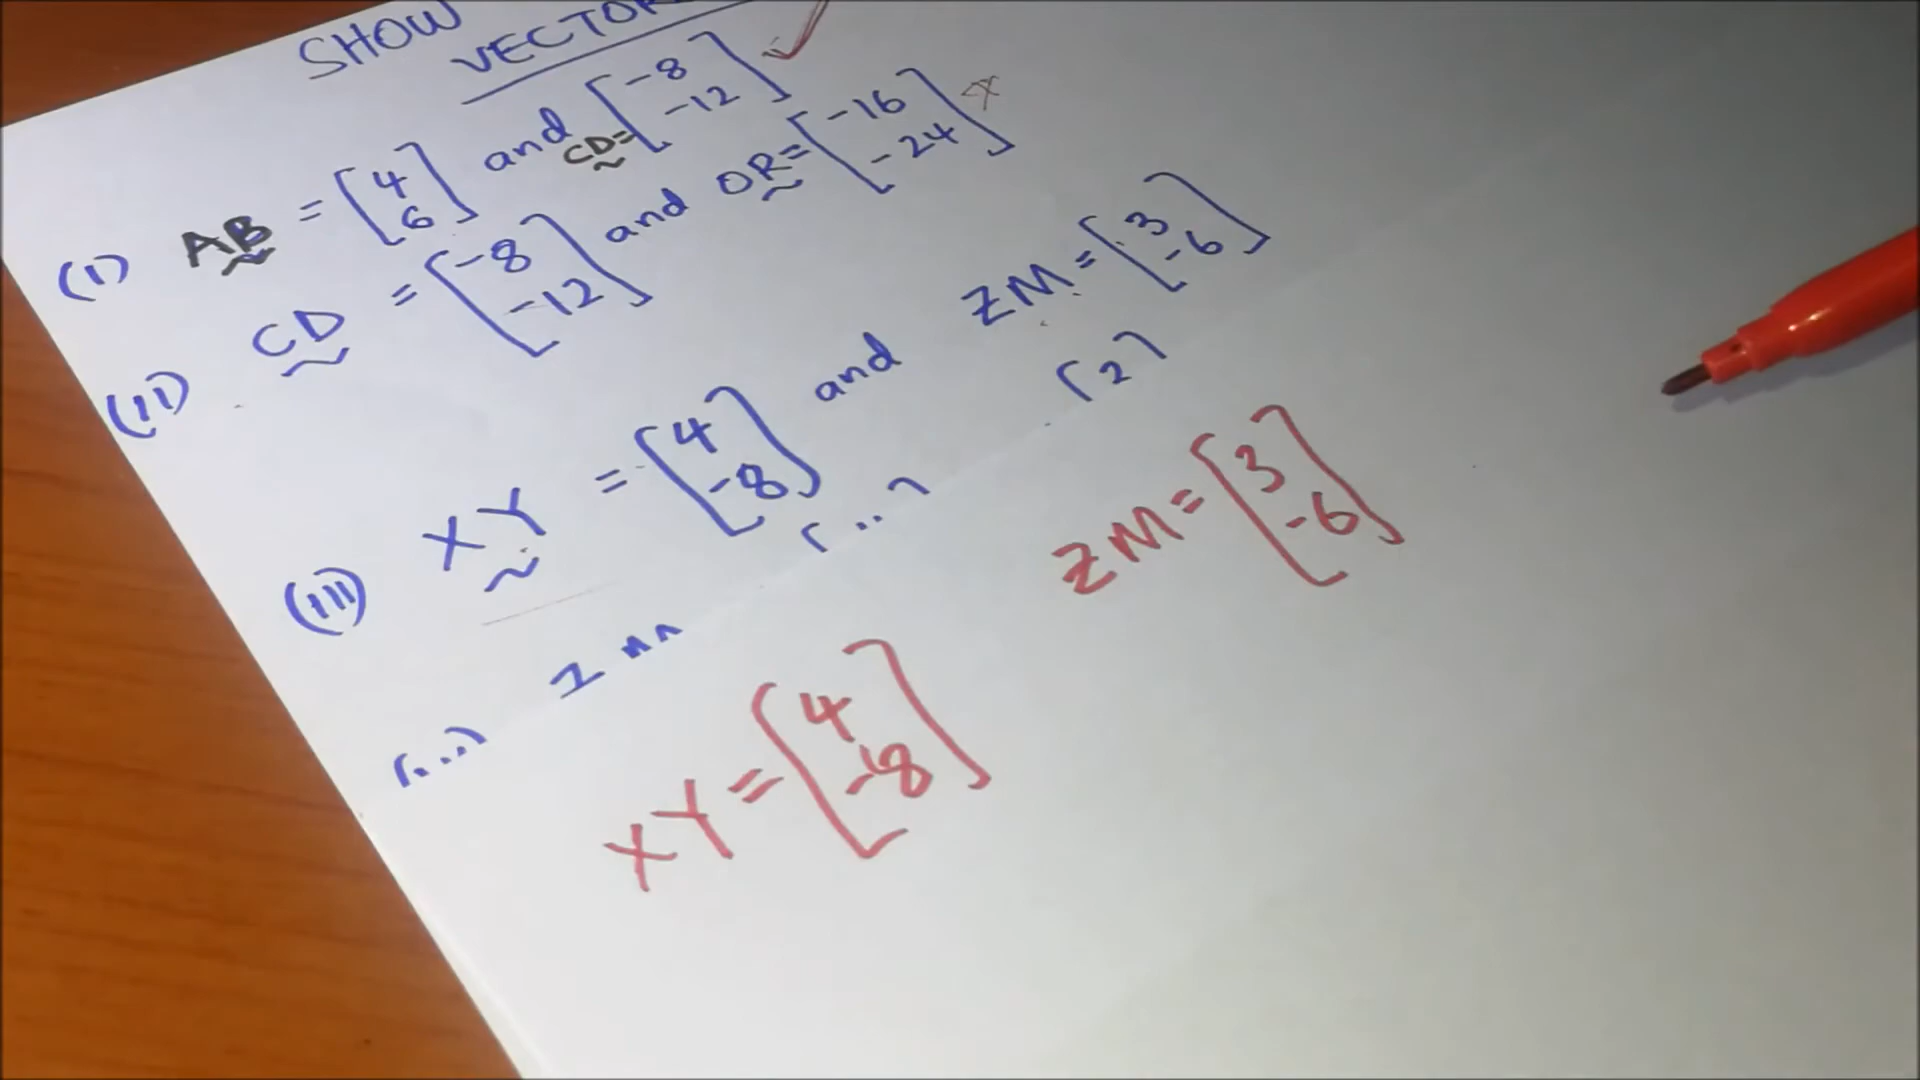 SHOW
VECTOR
(I) AB = [4 6] and CD = [-8 -12]
(II) CD = [-8 -12] and OR = [-16 -24] x
(III) XY = [4 -8] and ZM = [3 -6]
XY = [4 -8] ZM = [3 -6]